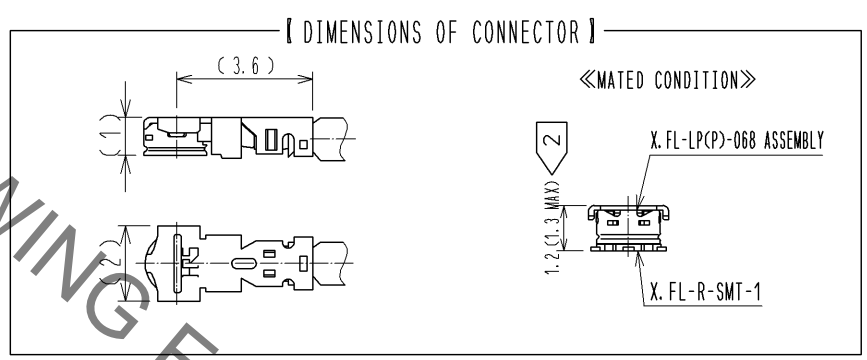 【 DIMENSIONS OF CONNECTOR 】
(3.6)
≪MATED CONDITION≫
(1)
2
X.FL-LP(P)-068 ASSEMBLY
1.2(1.3 MAX)
(2)
X.FL-R-SMT-1